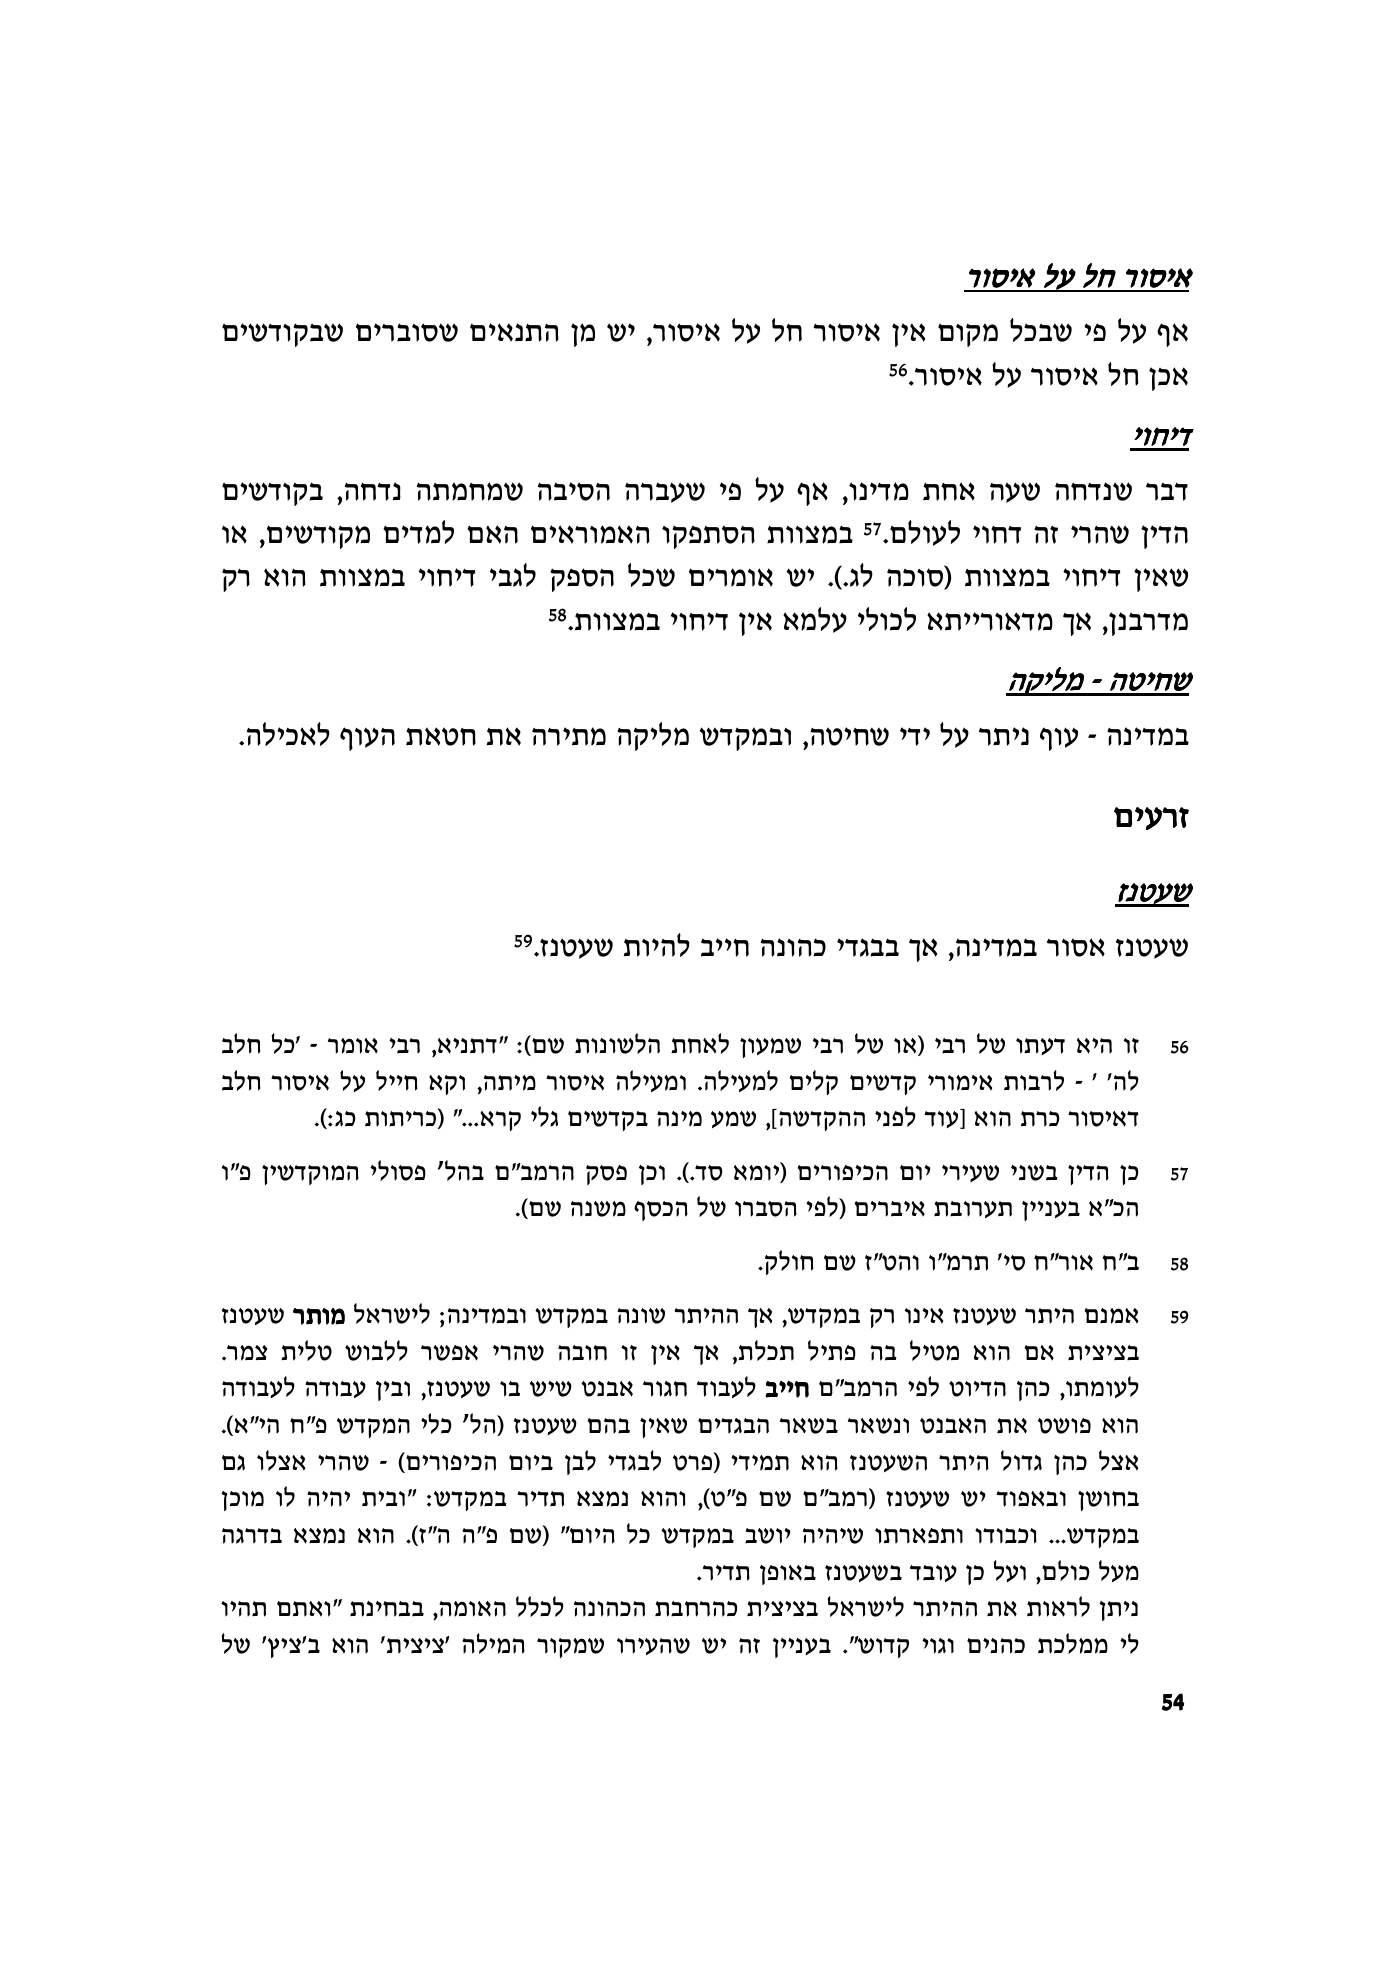 איסור חל על איסור
אף על פי שבכל מקום אין איסור חל על איסור, יש מן התנאים שסוברים שבקודשים
אכן חל איסור על איסור.56
דיחוי
דבר שנדחה שעה אחת מדינו, אף על פי שעברה הסיבה שמחמתה נדחה, בקודשים
הדין שהרי זה דחוי לעולם.57 במצוות הסתפקו האמוראים האם למדים מקודשים, או
שאין דיחוי במצוות (סוכה לג.). יש אומרים שכל הספק לגבי דיחוי במצוות הוא רק
מדרבנן, אך מדאורייתא לכולי עלמא אין דיחוי במצוות.58
שחיטה - מליקה
במדינה - עוף ניתר על ידי שחיטה, ובמקדש מליקה מתירה את חטאת העוף לאכילה.
זרעים
שעטנז
שעטנז אסור במדינה, אך בבגדי כהונה חייב להיות שעטנז.59
56 זו היא דעתו של רבי (או של רבי שמעון לאחת הלשונות שם): "דתניא, רבי אומר - 'כל חלב
לה' ' - לרבות אימורי קדשים קלים למעילה. ומעילה איסור מיתה, וקא חייל על איסור חלב
דאיסור כרת הוא [עוד לפני ההקדשה], שמע מינה בקדשים גלי קרא..." (כריתות כג:).
57 כן הדין בשני שעירי יום הכיפורים (יומא סד.). וכן פסק הרמב"ם בהל' פסולי המוקדשין פ"ו
הכ"א בעניין תערובת איברים (לפי הסברו של הכסף משנה שם).
58 ב"ח אור"ח סי' תרמ"ו והט"ז שם חולק.
59 אמנם היתר שעטנז אינו רק במקדש, אך ההיתר שונה במקדש ובמדינה; לישראל מותר שעטנז
בציצית אם הוא מטיל בה פתיל תכלת, אך אין זו חובה שהרי אפשר ללבוש טלית צמר.
לעומתו, כהן הדיוט לפי הרמב"ם חייב לעבוד חגור אבנט שיש בו שעטנז, ובין עבודה לעבודה
הוא פושט את האבנט ונשאר בשאר הבגדים שאין בהם שעטנז (הל' כלי המקדש פ"ח הי"א).
אצל כהן גדול היתר השעטנז הוא תמידי (פרט לבגדי לבן ביום הכיפורים) - שהרי אצלו גם
בחושן ובאפוד יש שעטנז (רמב"ם שם פ"ט), והוא נמצא תדיר במקדש: "ובית יהיה לו מוכן
במקדש... וכבודו ותפארתו שיהיה יושב במקדש כל היום" (שם פ"ה ה"ז). הוא נמצא בדרגה
מעל כולם, ועל כן עובד בשעטנז באופן תדיר.
ניתן לראות את ההיתר לישראל בציצית כהרחבת הכהונה לכלל האומה, בבחינת "ואתם תהיו
לי ממלכת כהנים וגוי קדוש". בעניין זה יש שהעירו שמקור המילה 'ציצית' הוא ב'ציץ' של
54